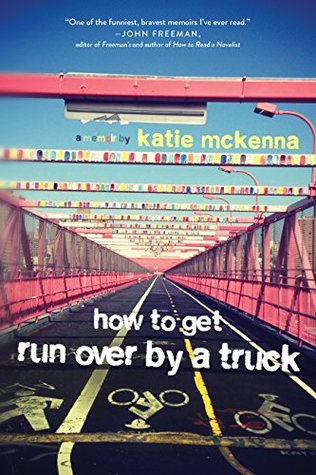 “One of the funniest, bravest memoirs I’ve ever read.”
—JOHN FREEMAN,
editor of Freeman’s and author of How to Read a Novelist
a memoir by katie mckenna
how to get
run over by a truck